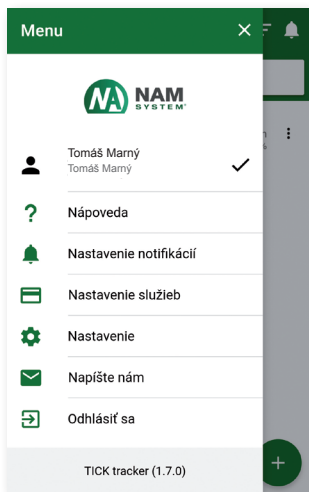 Menu
NAM
SYSTEM
Tomáš Marný
Tomáš Marný
Nápoveda
Nastavenie notifikácií
Nastavenie služieb
Nastavenie
Napíšte nám
Odhlásiť sa
TICK tracker (1.7.0)